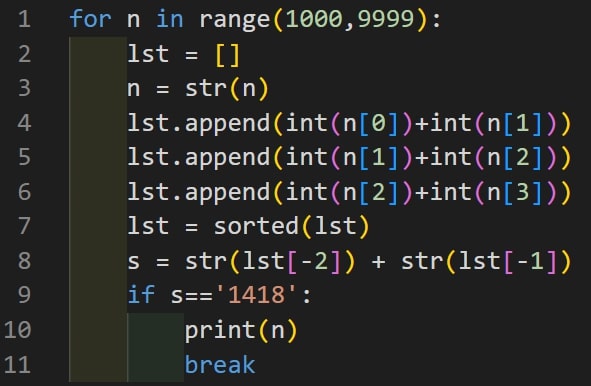 1 for n in range(1000,9999):
2     lst = []
3     n = str(n)
4     lst.append(int(n[0])+int(n[1]))
5     lst.append(int(n[1])+int(n[2]))
6     lst.append(int(n[2])+int(n[3]))
7     lst = sorted(lst)
8     s = str(lst[-2]) + str(lst[-1])
9     if s=='1418':
10         print(n)
11         break